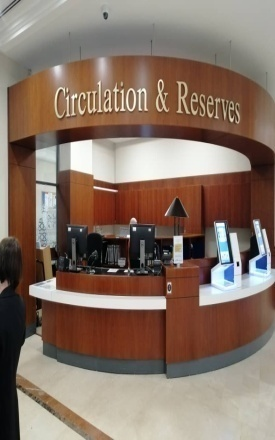 Circulation & Reserves